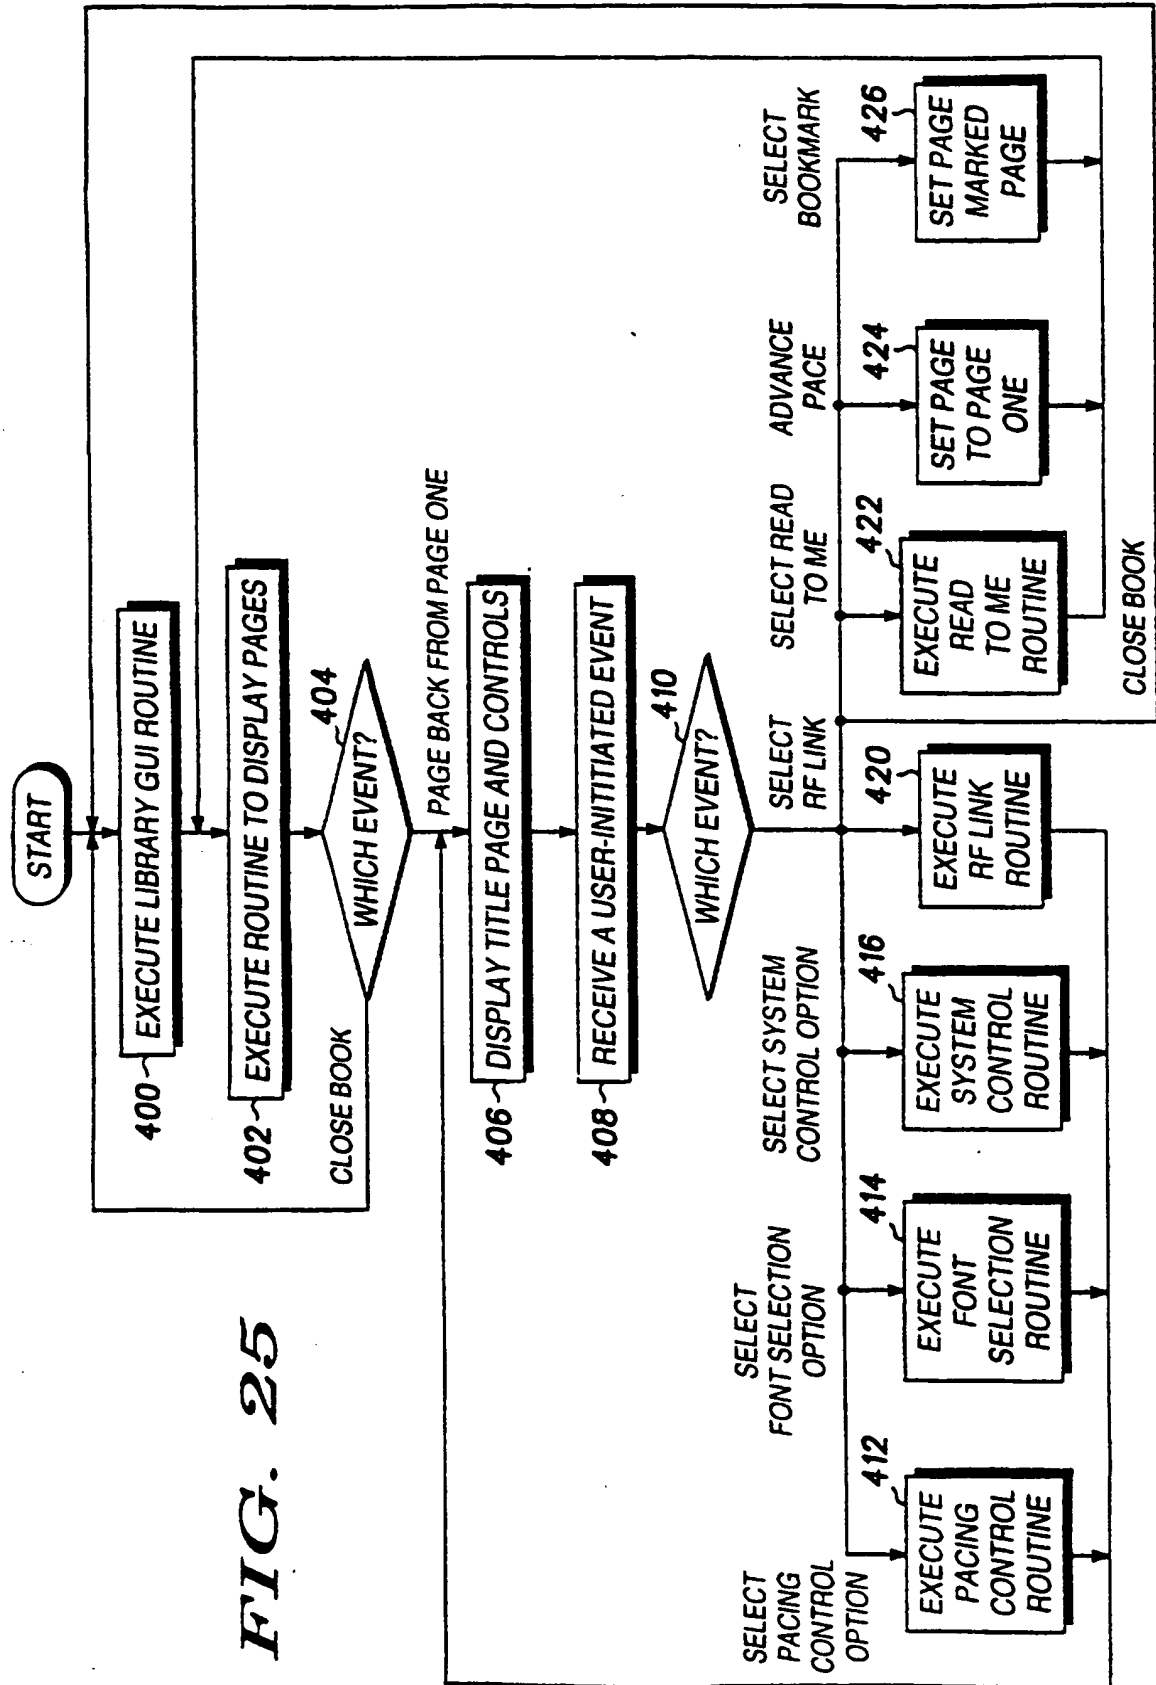 START
400
EXECUTE LIBRARY GUI ROUTINE
402
EXECUTE ROUTINE TO DISPLAY PAGES
404
WHICH EVENT?
CLOSE BOOK
PAGE BACK FROM PAGE ONE
406
DISPLAY TITLE PAGE AND CONTROLS
408
RECEIVE A USER-INITIATED EVENT
410
WHICH EVENT?
SELECT
PACING
CONTROL
OPTION
412
EXECUTE
PACING
CONTROL
ROUTINE
SELECT
FONT SELECTION
OPTION
414
EXECUTE
FONT
SELECTION
ROUTINE
SELECT SYSTEM
CONTROL OPTION
416
EXECUTE
SYSTEM
CONTROL
ROUTINE
SELECT
RF LINK
420
EXECUTE
RF LINK
ROUTINE
SELECT READ
TO ME
422
EXECUTE
READ
TO ME
ROUTINE
ADVANCE
PACE
424
SET PAGE
TO PAGE
ONE
SELECT
BOOKMARK
426
SET PAGE
MARKED
PAGE
CLOSE BOOK
FIG. 25